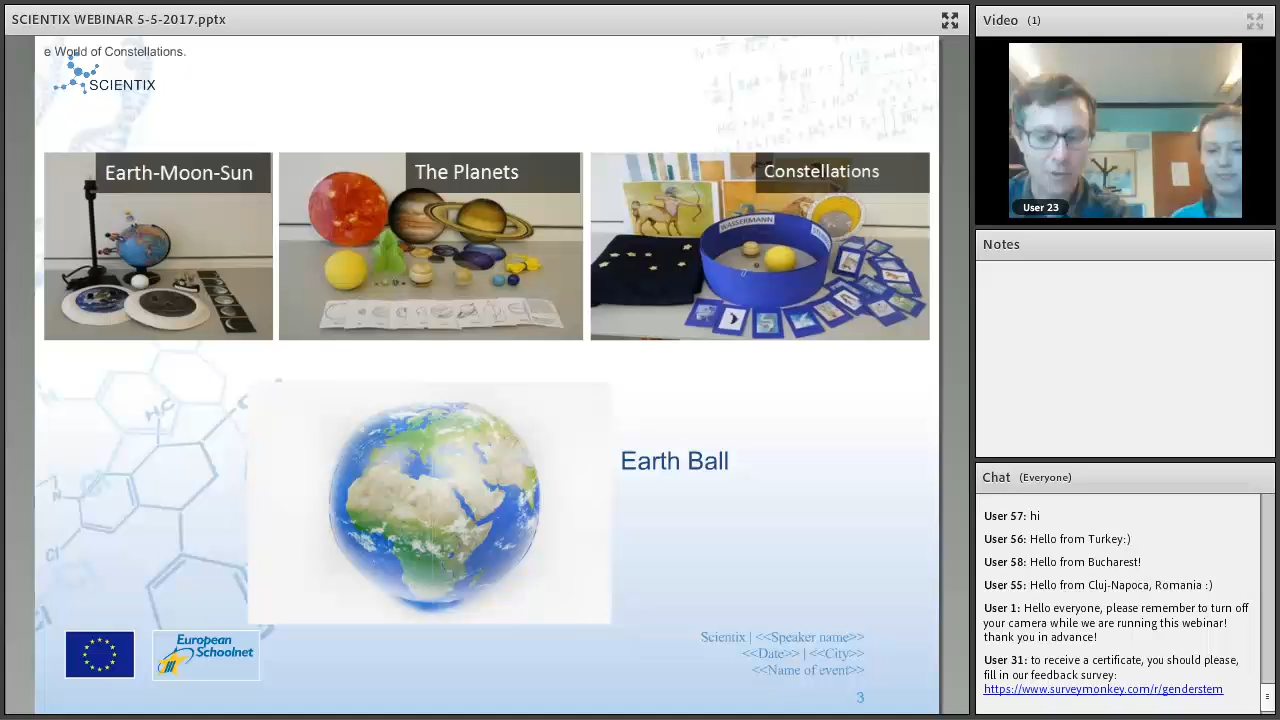 SCIENTIX WEBINAR 5-5-2017.pptx
e World of Constellations.
SCIENTIX
Earth-Moon-Sun
The Planets
Constellations
WASSERMANN
Earth Ball
European
Schoolnet
Scientix | <<Speaker name>>
<<Date>> | <<City>>
<<Name of event>>
3
Video (1)
User 23
Notes
Chat (Everyone)
User 57: hi
User 56: Hello from Turkey:)
User 58: Hello from Bucharest!
User 55: Hello from Cluj-Napoca, Romania :)
User 1: Hello everyone, please remember to turn off
your camera while we are running this webinar!
thank you in advance!
User 31: to receive a certificate, you should please,
fill in our feedback survey:
https://www.surveymonkey.com/r/genderstem